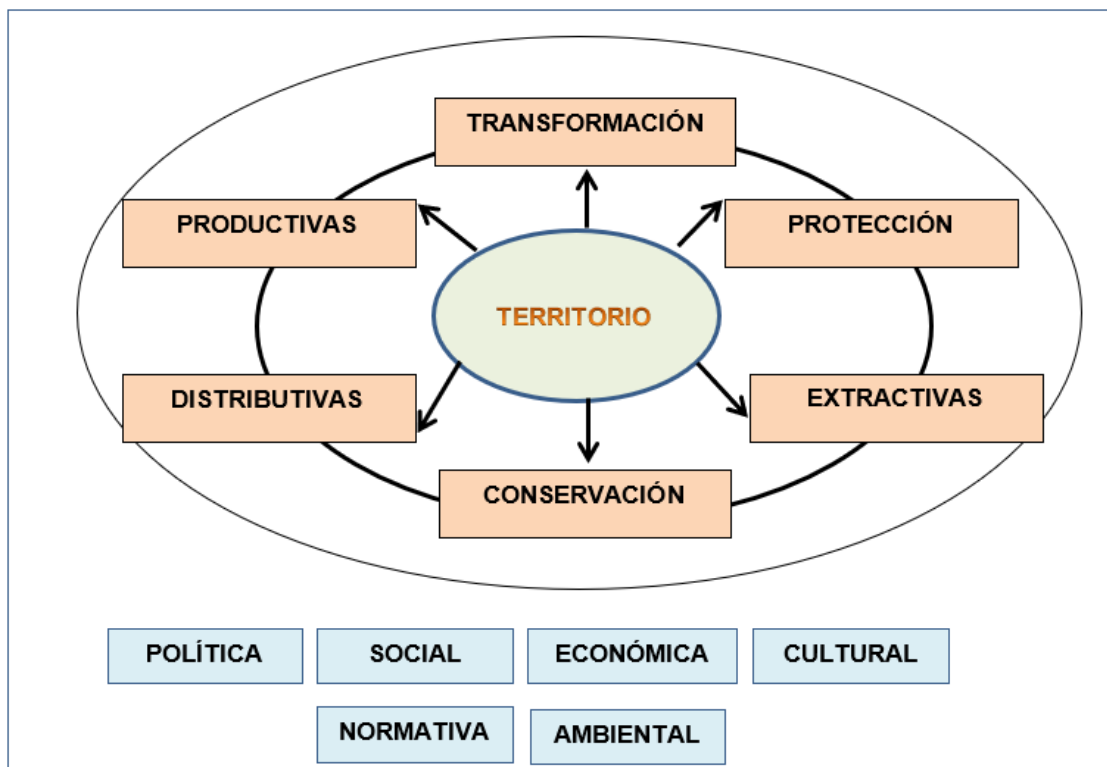 TRANSFORMACIÓN
PRODUCTIVAS
PROTECCIÓN
TERRITORIO
DISTRIBUTIVAS
EXTRACTIVAS
CONSERVACIÓN
POLÍTICA
SOCIAL
ECONÓMICA
CULTURAL
NORMATIVA
AMBIENTAL